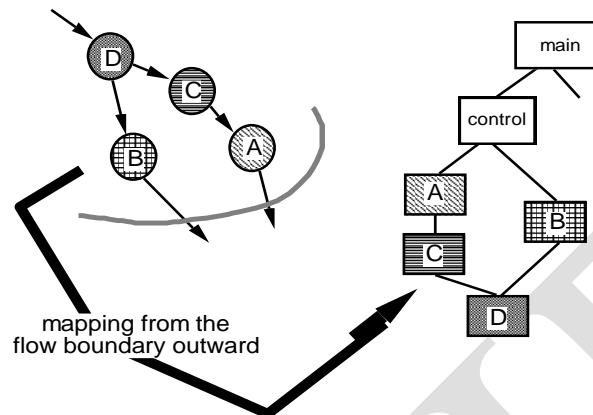 D
C
B
A
mapping from the
flow boundary outward
main
control
A
B
C
D